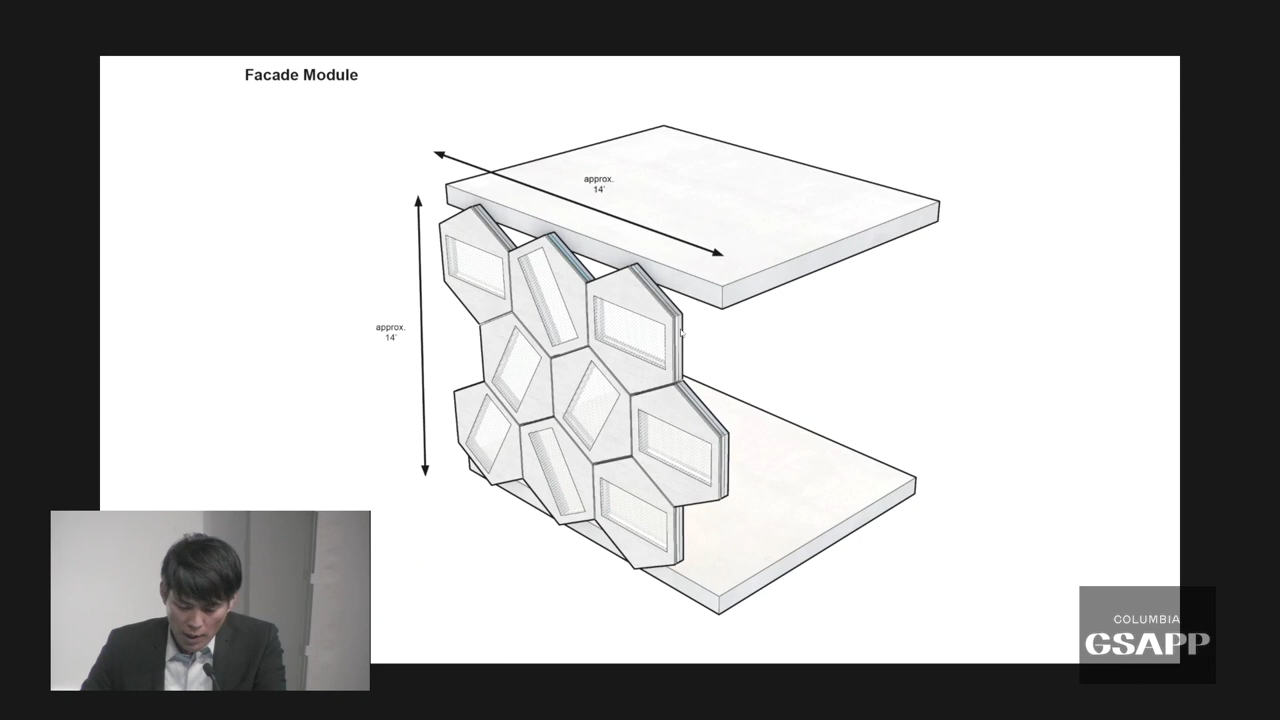 Facade Module
approx.
14'
approx.
14'
COLUMBIA
GSAPP